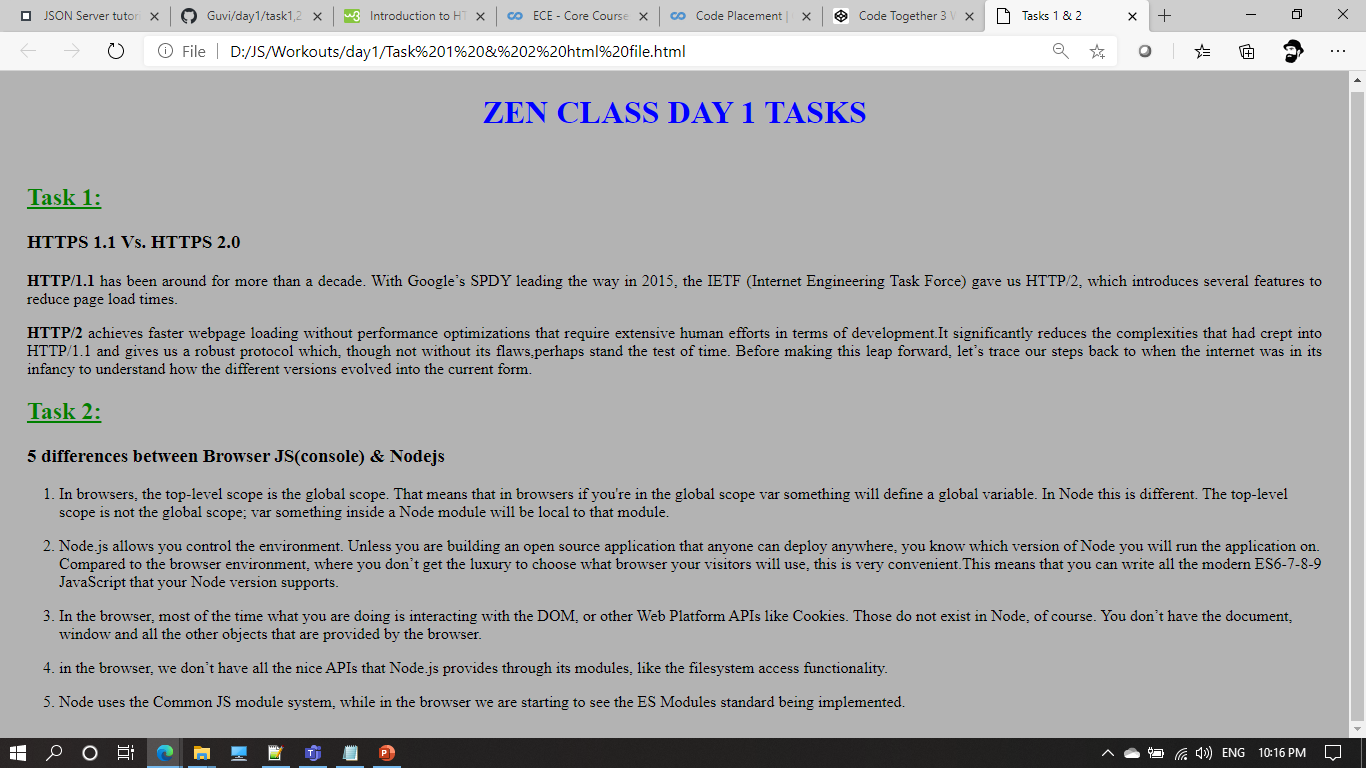 JSON Server tutori
Guvi/day1/task1,2
Introduction to HT
ECE - Core Course
Code Placement |
Code Together 3 W
Tasks 1 & 2
File
D:/JS/Workouts/day1/Task%201%20&%202%20html%20file.html
ZEN CLASS DAY 1 TASKS
Task 1:
HTTPS 1.1 Vs. HTTPS 2.0
HTTP/1.1 has been around for more than a decade. With Google’s SPDY leading the way in 2015, the IETF (Internet Engineering Task Force) gave us HTTP/2, which introduces several features to
reduce page load times.
HTTP/2 achieves faster webpage loading without performance optimizations that require extensive human efforts in terms of development.It significantly reduces the complexities that had crept into
HTTP/1.1 and gives us a robust protocol which, though not without its flaws,perhaps stand the test of time. Before making this leap forward, let’s trace our steps back to when the internet was in its
infancy to understand how the different versions evolved into the current form.
Task 2:
5 differences between Browser JS(console) & Nodejs
1. In browsers, the top-level scope is the global scope. That means that in browsers if you're in the global scope var something will define a global variable. In Node this is different. The top-level
scope is not the global scope; var something inside a Node module will be local to that module.
2. Node.js allows you control the environment. Unless you are building an open source application that anyone can deploy anywhere, you know which version of Node you will run the application on.
Compared to the browser environment, where you don’t get the luxury to choose what browser your visitors will use, this is very convenient.This means that you can write all the modern ES6-7-8-9
JavaScript that your Node version supports.
3. In the browser, most of the time what you are doing is interacting with the DOM, or other Web Platform APIs like Cookies. Those do not exist in Node, of course. You don’t have the document,
window and all the other objects that are provided by the browser.
4. in the browser, we don’t have all the nice APIs that Node.js provides through its modules, like the filesystem access functionality.
5. Node uses the Common JS module system, while in the browser we are starting to see the ES Modules standard being implemented.
ENG
10:16 PM